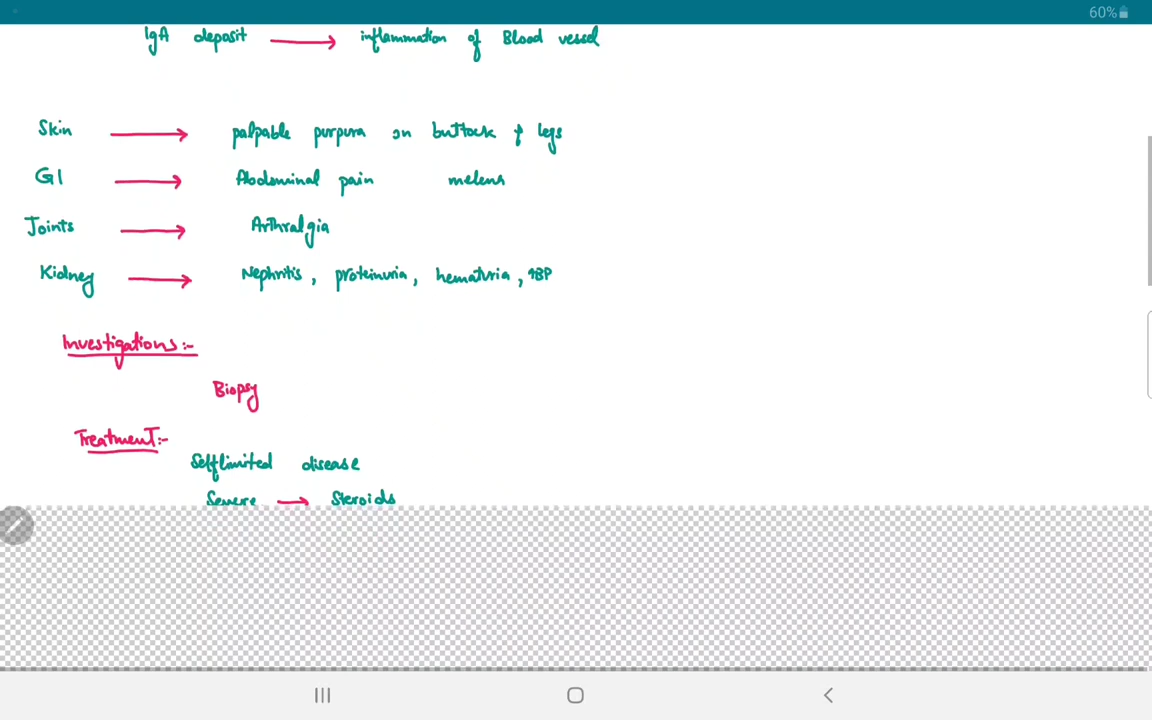 60%
IgA deposit → inflammation of Blood vessel
Skin → palpable purpura on buttock & legs
GI → Abdominal pain melena
Joints → Arthralgia
Kidney → Nephritis, proteinuria, hematuria, ↑BP
Investigations:-
Biopsy
Treatment:-
Selflimited disease
Severe → Steroids